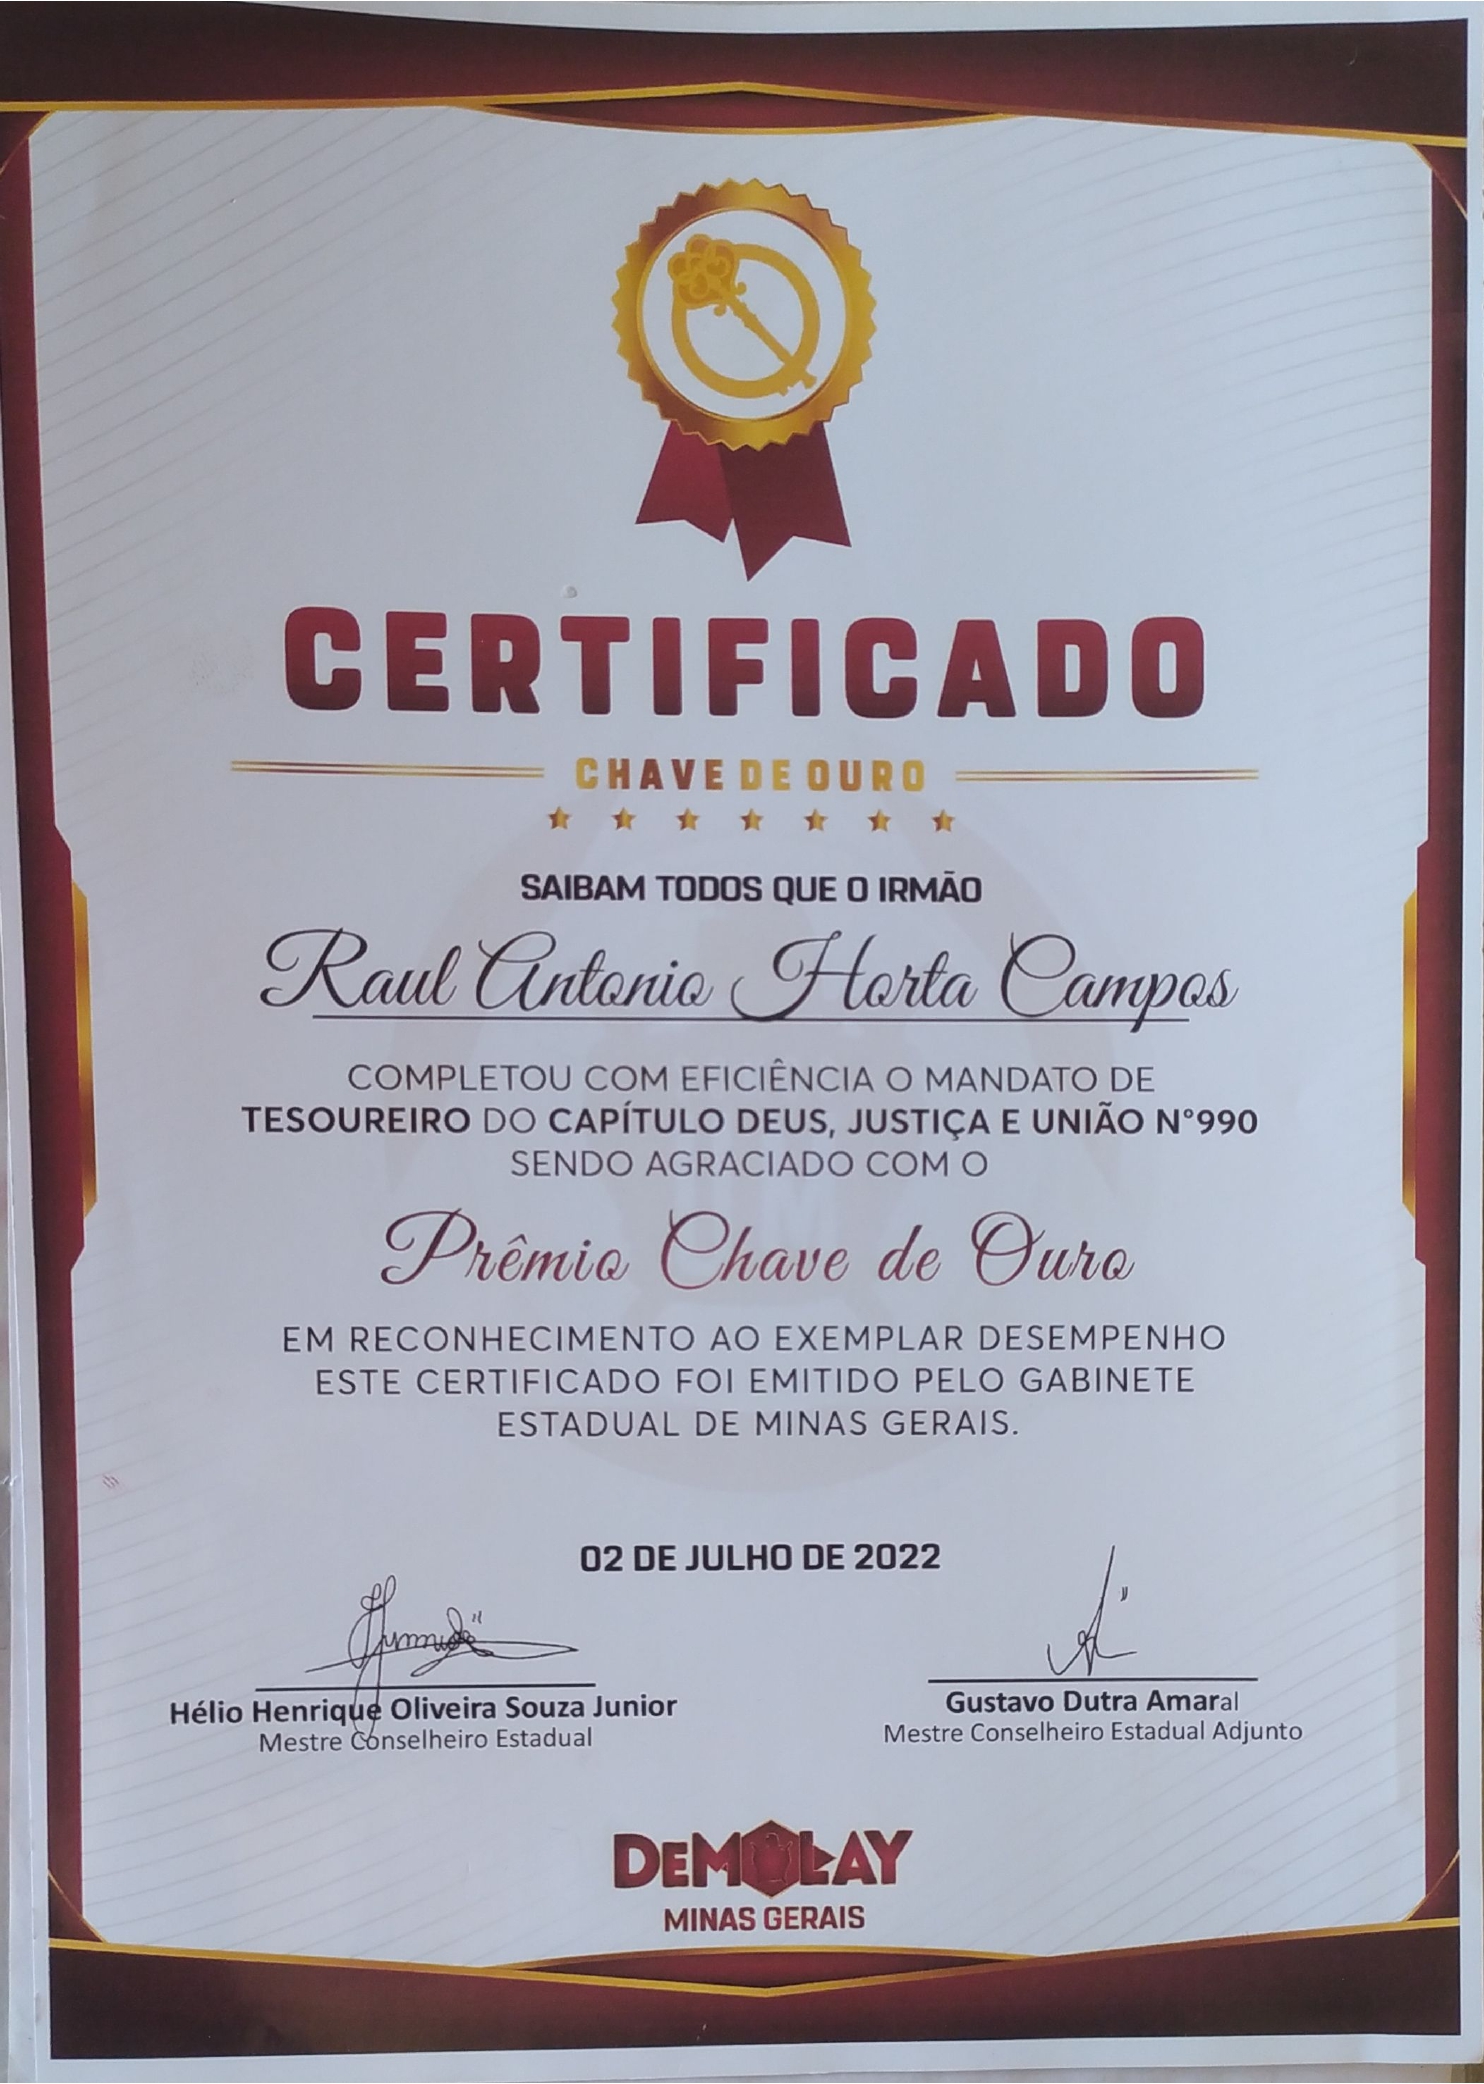 CERTIFICADO
CHAVE DE OURO
SAIBAM TODOS QUE O IRMÃO
Raul Antonio Horta Campos
COMPLETOU COM EFICIÊNCIA O MANDATO DE
TESOUREIRO DO CAPÍTULO DEUS, JUSTIÇA E UNIÃO N°990
SENDO AGRACIADO COM O
Prêmio Chave de Ouro
EM RECONHECIMENTO AO EXEMPLAR DESEMPENHO
ESTE CERTIFICADO FOI EMITIDO PELO GABINETE
ESTADUAL DE MINAS GERAIS.
02 DE JULHO DE 2022
Hélio Henrique Oliveira Souza Junior
Mestre Conselheiro Estadual
Gustavo Dutra Amaral
Mestre Conselheiro Estadual Adjunto
DEMOLAY
MINAS GERAIS